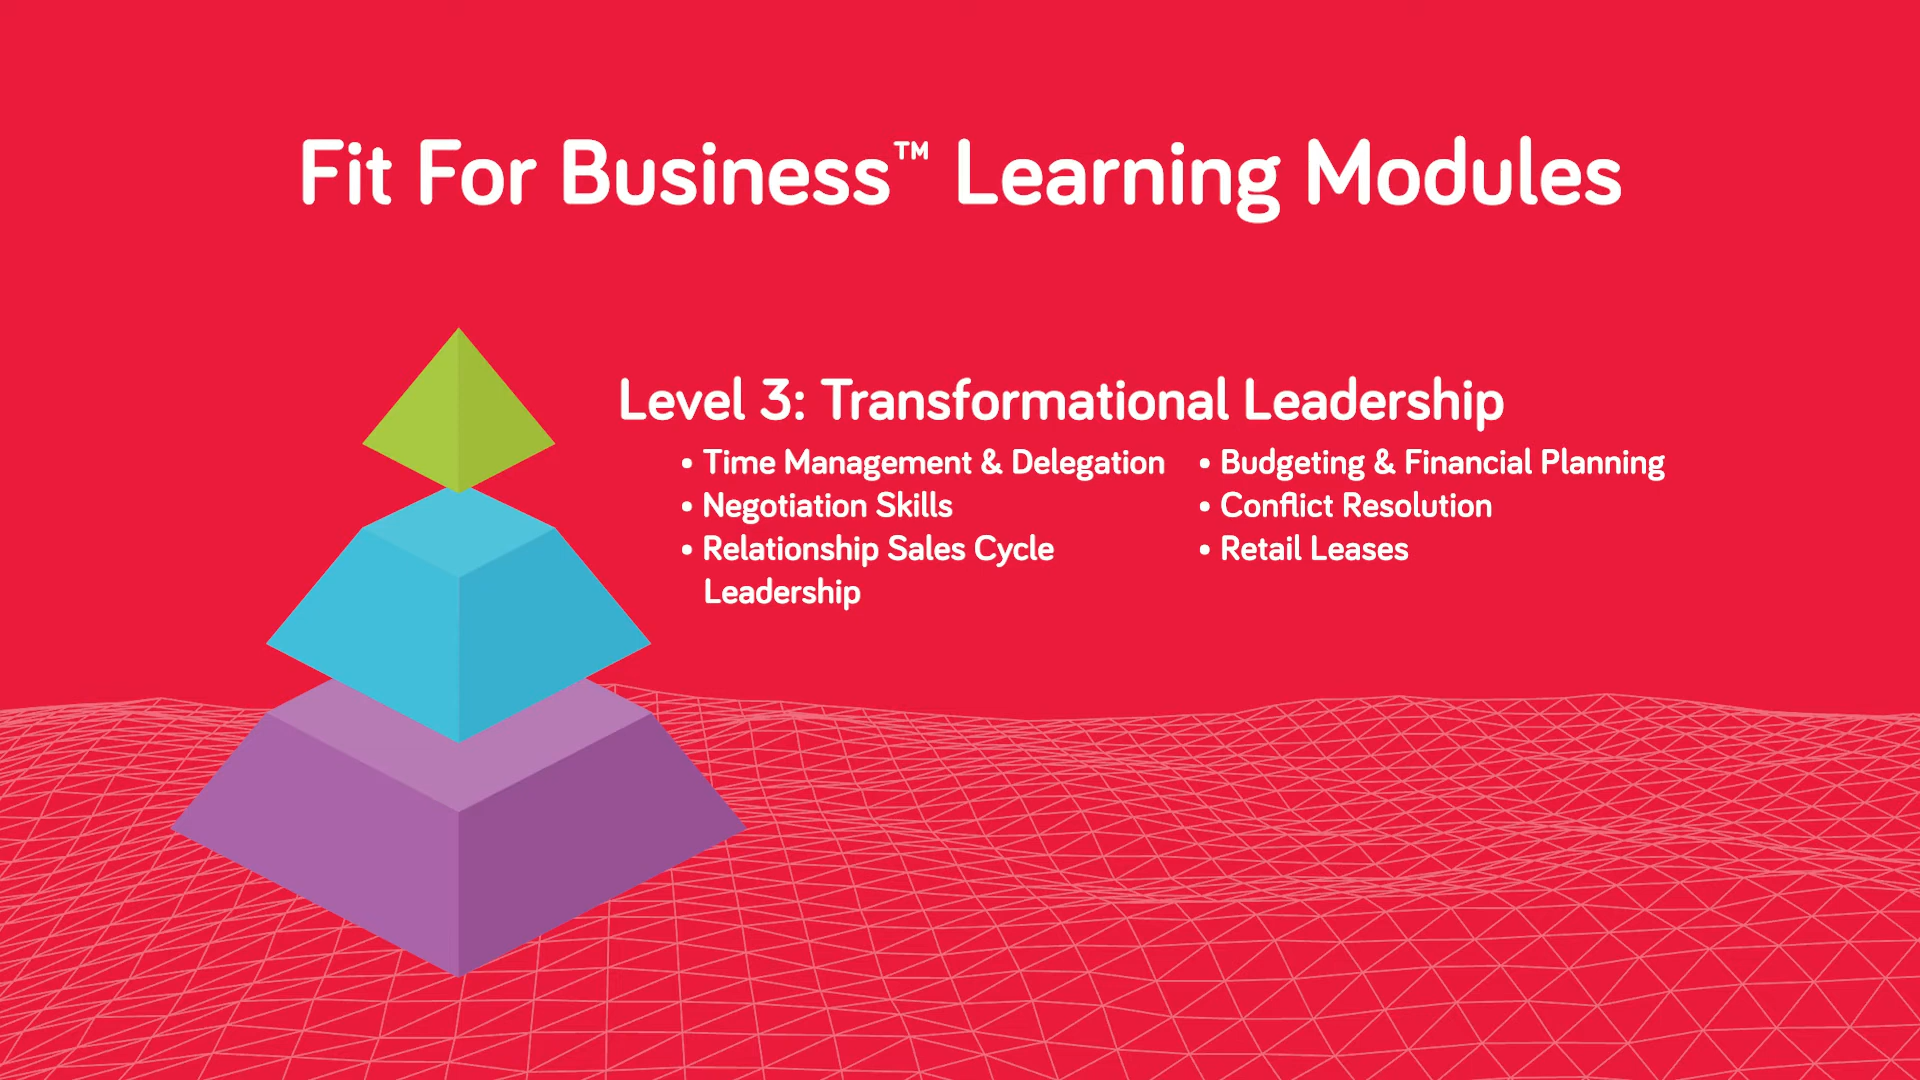 Fit For Business™ Learning Modules
Level 3: Transformational Leadership
• Time Management & Delegation
• Negotiation Skills
• Relationship Sales Cycle
Leadership
• Budgeting & Financial Planning
• Conflict Resolution
• Retail Leases